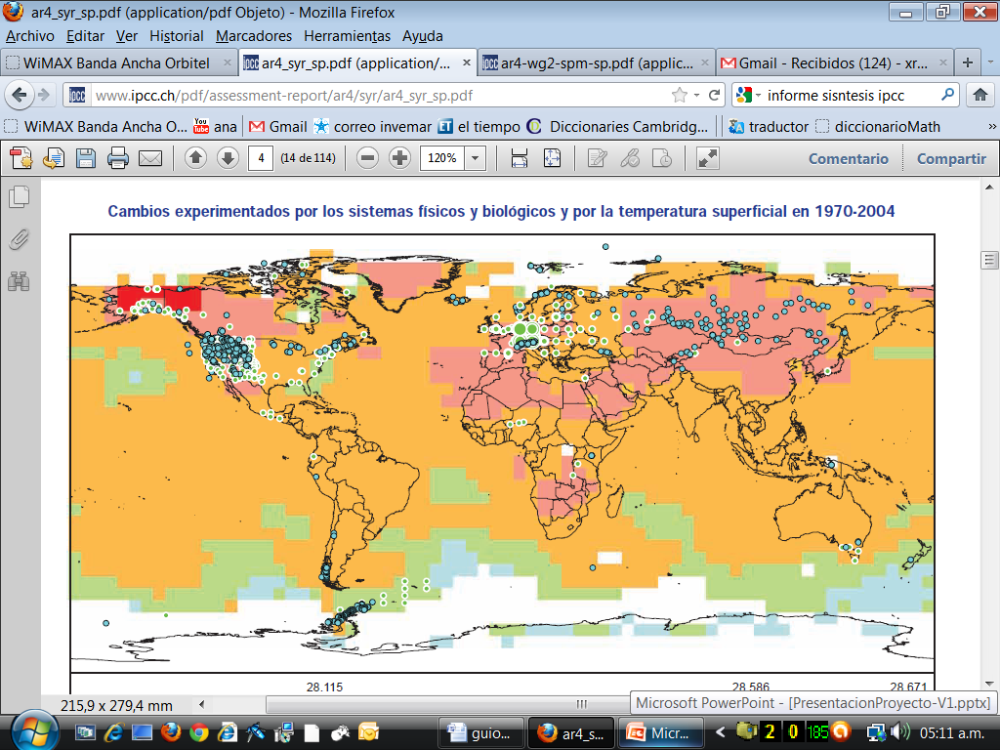 ar4_syr_sp.pdf (application/pdf Objeto) - Mozilla Firefox
Archivo Editar Ver Historial Marcadores Herramientas Ayuda
WiMAX Banda Ancha Orbitel
ar4_syr_sp.pdf (application/...
ar4-wg2-spm-sp.pdf (applic...
Gmail - Recibidos (124) - xr...
www.ipcc.ch/pdf/assessment-report/ar4/syr/ar4_syr_sp.pdf
informe sisntesis ipcc
WiMAX Banda Ancha O... ana Gmail correo invemar el tiempo Diccionaries Cambridg... traductor diccionarioMath
4 (14 de 114) 120% Comentario Compartir
Cambios experimentados por los sistemas físicos y biológicos y por la temperatura superficial en 1970-2004
28.115 28.586 28.671
215,9 x 279,4 mm
Microsoft PowerPoint - [PresentacionProyecto-V1.pptx]
guio... ar4_s... Micr... 2 0 185 05:11 a.m.